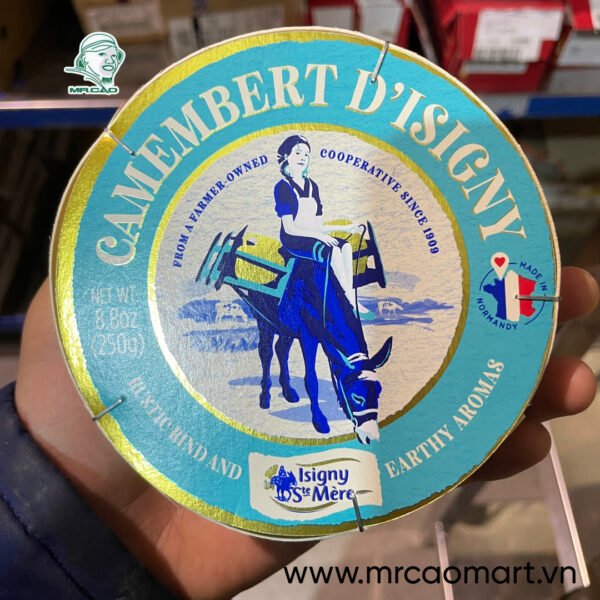 MR.CAO
CAMEMBERT D'ISIGNY
FROM A FARMER-OWNED COOPERATIVE SINCE 1909
MADE IN
NORMANDY
NET WT.
8.8oz
(250g)
RUSTIC RIND AND EARTHY AROMAS
Isigny
Ste Mère
www.mrcaomart.vn